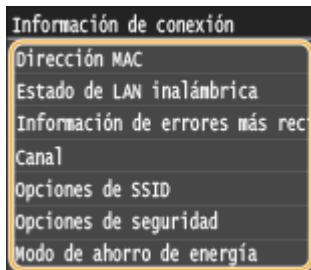 Información de conexión
Dirección MAC
Estado de LAN inalámbrica
Información de errores más rec
Canal
Opciones de SSID
Opciones de seguridad
Modo de ahorro de energía